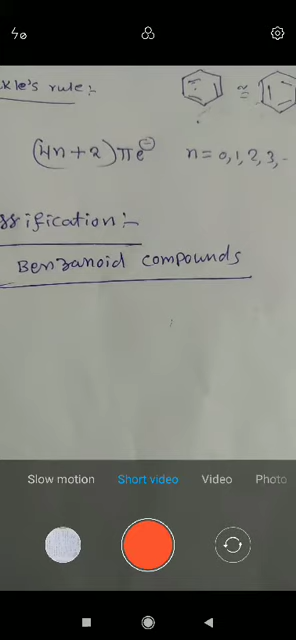 kle's rule:-
(4n+2)πe⊖ n=0,1,2,3,-
ssification:-
Benzanoid compounds
Slow motion Short video Video Photo